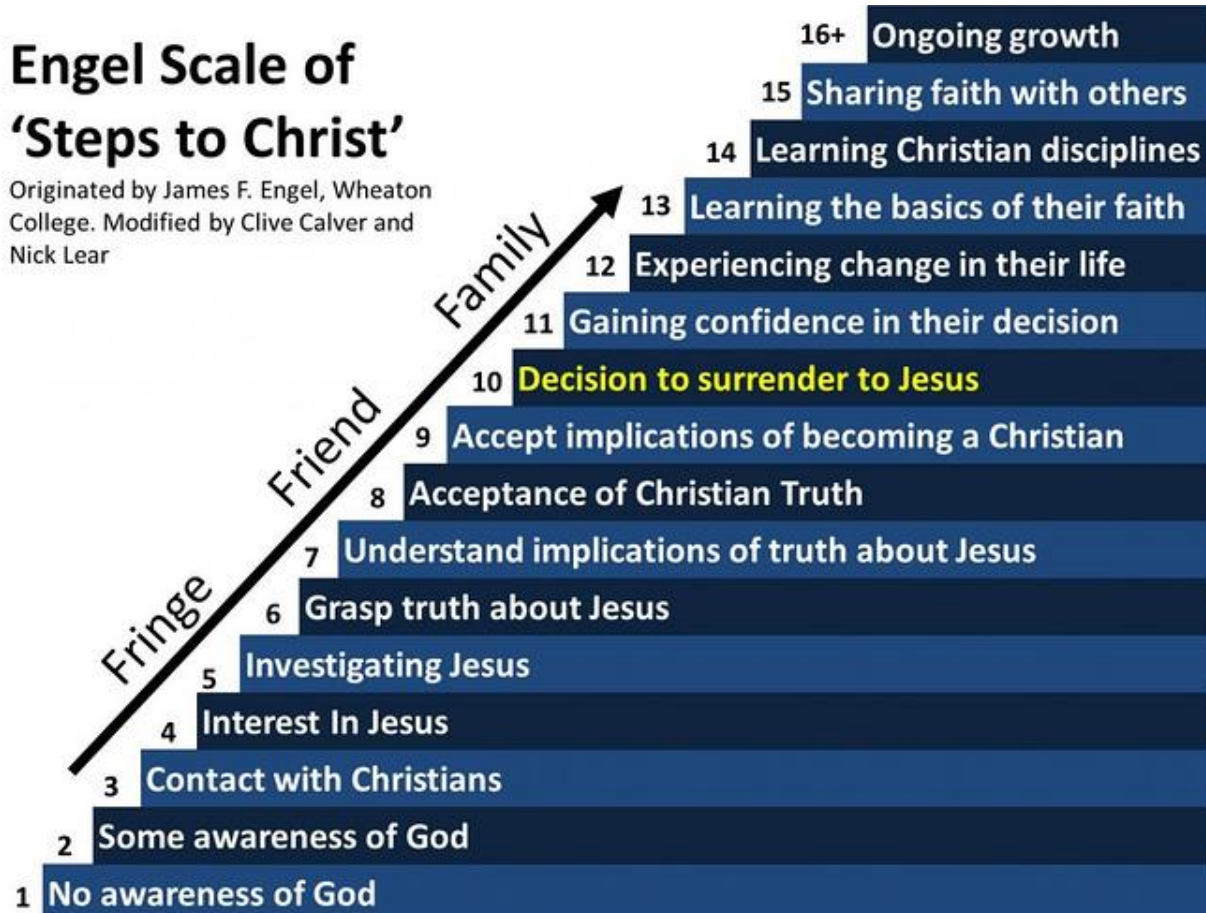 Engel Scale of
‘Steps to Christ’
Originated by James F. Engel, Wheaton
College. Modified by Clive Calver and
Nick Lear
16+ Ongoing growth
15 Sharing faith with others
14 Learning Christian disciplines
13 Learning the basics of their faith
12 Experiencing change in their life
11 Gaining confidence in their decision
10 Decision to surrender to Jesus
9 Accept implications of becoming a Christian
8 Acceptance of Christian Truth
7 Understand implications of truth about Jesus
6 Grasp truth about Jesus
5 Investigating Jesus
4 Interest In Jesus
3 Contact with Christians
2 Some awareness of God
1 No awareness of God
Fringe Friend Family